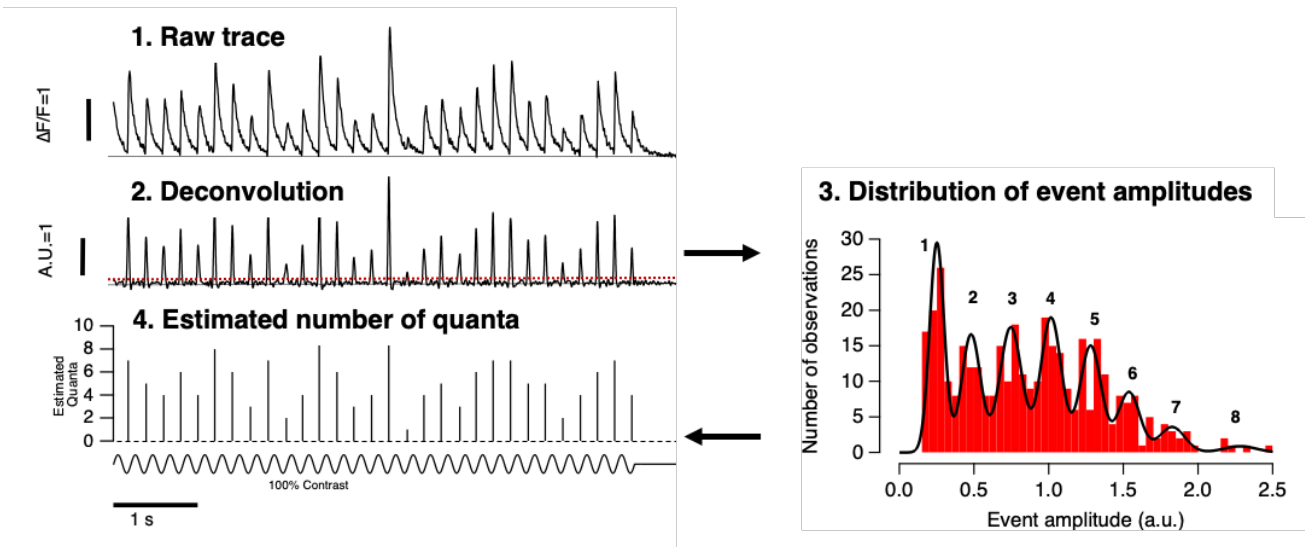 1. Raw trace
ΔF/F=1
2. Deconvolution
A.U.=1
4. Estimated number of quanta
10
8
6
4
2
0
Estimated
Quanta
100% Contrast
1 s
3. Distribution of event amplitudes
Number of observations
30
25
20
15
10
5
0
1
2
3
4
5
6
7
8
0.0 0.5 1.0 1.5 2.0 2.5
Event amplitude (a.u.)